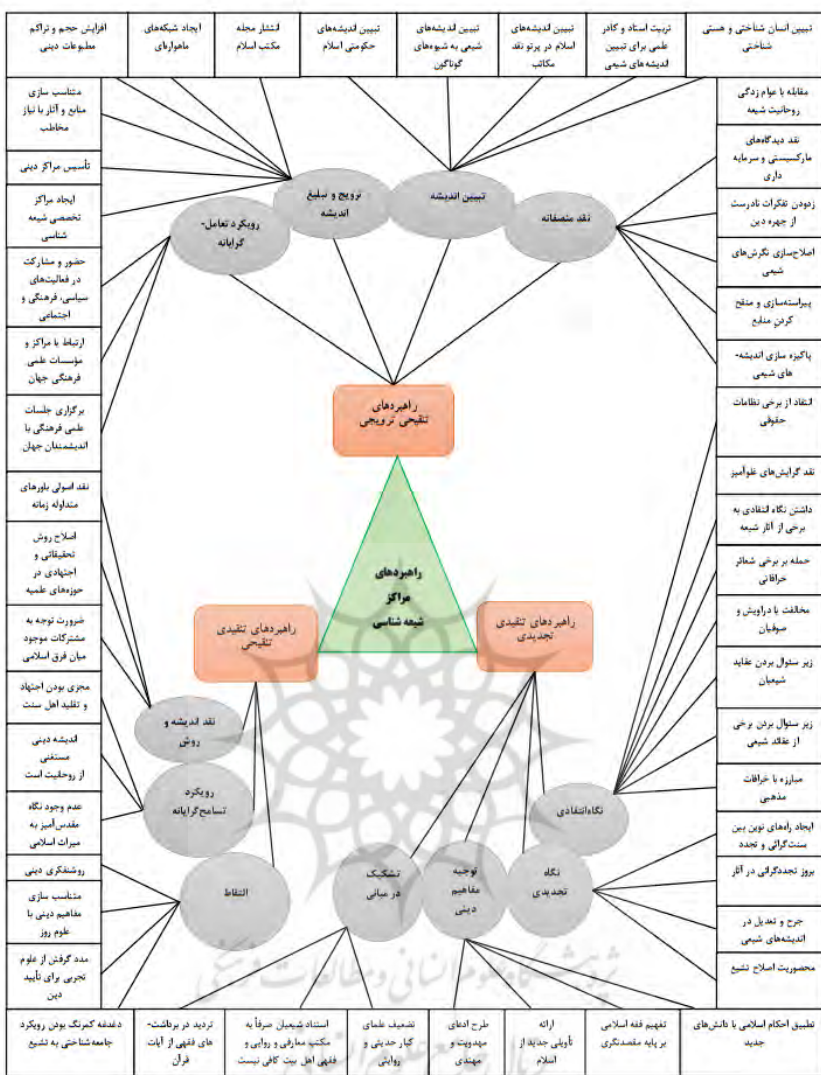 تبیین انسان شناختی و هستی
شناختی
تربیت استاد و کادر
علمی برای تبیین
اندیشه‌های شیعی
تبیین اندیشه‌های
اسلام در پرتو نقد
مکاتب
تبیین اندیشه‌های
شیعی به شیوه‌های
گوناگون
تبیین اندیشه‌های
حکومتی اسلام
انتشار مجله
مکتب اسلام
ایجاد شبکه‌های
ماهواره‌ای
افزایش حجم و تراکم
مطبوعات دینی
مقابله با عوام زدگی
روحانیت شیعه
نقد دیدگاه‌های
مارکسیستی و سرمایه
داری
زدودن تفکرات نادرست
از چهره دین
اصلاح‌سازی نگرش‌های
شیعی
پیراسته‌سازی و منقح
کردن منابع
پاکیزه سازی اندیشه-
های شیعی
انتقاد از برخی نظامات
حقوقی
نقد گرایش‌های غلوآمیز
داشتن نگاه انتقادی به
برخی از آثار شیعه
حمله بر برخی شعائر
خرافاتی
مخالفت با دراویش و
صوفیان
زیر سئوال بردن عقاید
شیعیان
زیر سئوال بردن برخی
از عقائد شیعی
مبارزه با خرافات
مذهبی
ایجاد راه‌های نوین بین
سنت‌گرائی و تجدد
بروز تجددگرائی در آثار
جرح و تعدیل در
اندیشه‌های شیعی
محصوریت اصلاح تشیع
متناسب سازی
منابع و آثار با نیاز
مخاطب
تأسیس مراکز دینی
ایجاد مراکز
تخصصی شیعه
شناسی
حضور و مشارکت
در فعالیت‌های
سیاسی، فرهنگی و
اجتماعی
ارتباط با مراکز و
مؤسسات علمی
فرهنگی جهان
برگزاری جلسات
علمی فرهنگی با
اندیشمندان جهان
نقد اصولی باورهای
متداوله زمانه
اصلاح روش
تحقیقاتی و
اجتهادی در
حوزه‌های علمیه
ضرورت توجه به
مشترکات موجود
میان فرق اسلامی
مجزی بودن اجتهاد
و تقلید اهل سنت
اندیشه دینی
مستغنی
از روحانیت است
عدم وجود نگاه
مقدس‌آمیز به
میراث اسلامی
روشنفکری دینی
متناسب سازی
مفاهیم دینی با
علوم روز
مدد گرفتن از علوم
تجربی برای تأیید
دین
نقد منصفانه
تبیین اندیشه
ترویج و تبلیغ
اندیشه
رویکرد تعامل-
گرایانه
راهبردهای
تنقیحی ترویجی
راهبردهای
مراکز
شیعه شناسی
راهبردهای تنقیدی
تجدیدی
راهبردهای تنقیدی
تنقیحی
نقد اندیشه و
روش
رویکرد
تسامح‌گرایانه
التقاط
نگاه‌انتقادی
نگاه
تجدیدی
توجیه
مفاهیم
دینی
تشکیک
در مبانی
پژوهشگاه علوم انسانی و مطالعات فرهنگی
تطبیق احکام اسلامی با دانش‌های
جدید
تفهیم فقه اسلامی
بر پایه مقصدنگری
ارائه
تأویلی جدید از
اسلام
طرح ادعای
مهدویت و
مهندی
تضعیف علمای
کبار حدیثی و
روایتی
استناد شیعیان صرفاً به
مکتب معارفی و روایی و
فقهی اهل بیت کافی نیست
تردید در برداشت-
های فقهی از آیات
قرآن
دغدغه کمرنگ بودن رویکرد
جامعه‌شناختی به تشیع